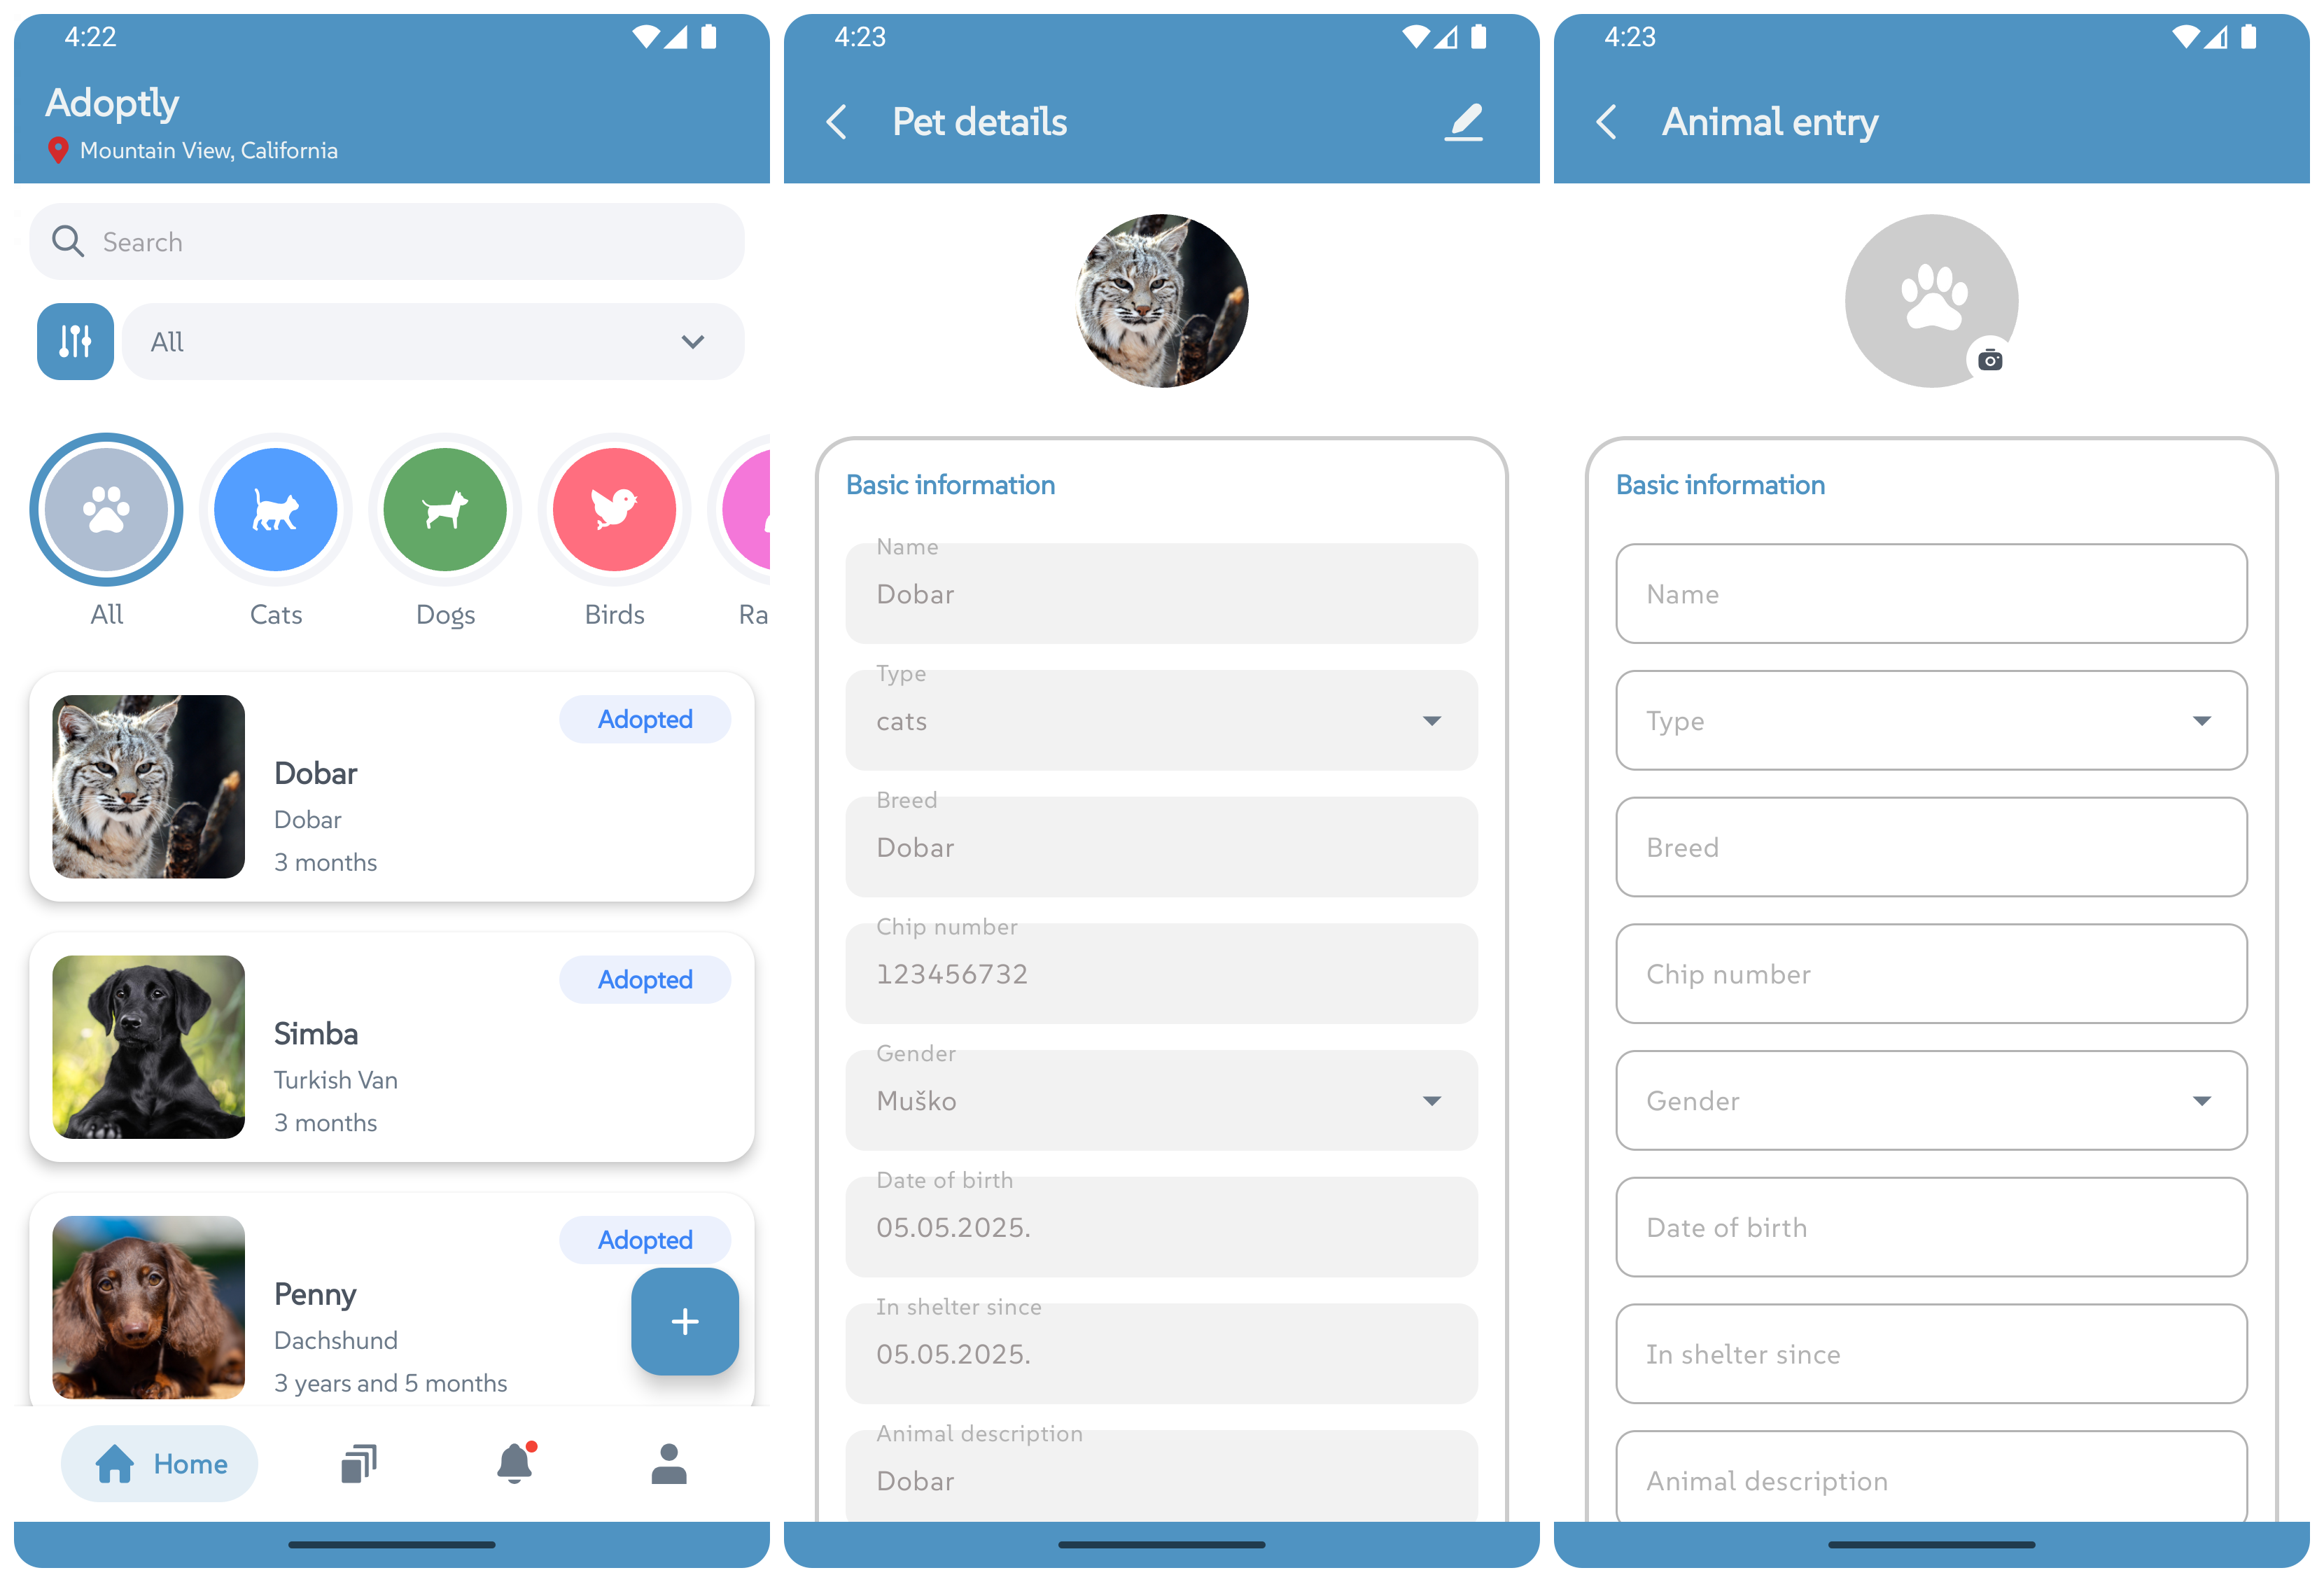 4:22
Adoptly
Mountain View, California
Search
All
All
Cats
Dogs
Birds
Ra
Adopted
Dobar
Dobar
3 months
Adopted
Simba
Turkish Van
3 months
Adopted
Penny
Dachshund
3 years and 5 months
Home
4:23
Pet details
Basic information
Name
Dobar
Type
cats
Breed
Dobar
Chip number
123456732
Gender
Muško
Date of birth
05.05.2025.
In shelter since
05.05.2025.
Animal description
Dobar
4:23
Animal entry
Basic information
Name
Type
Breed
Chip number
Gender
Date of birth
In shelter since
Animal description